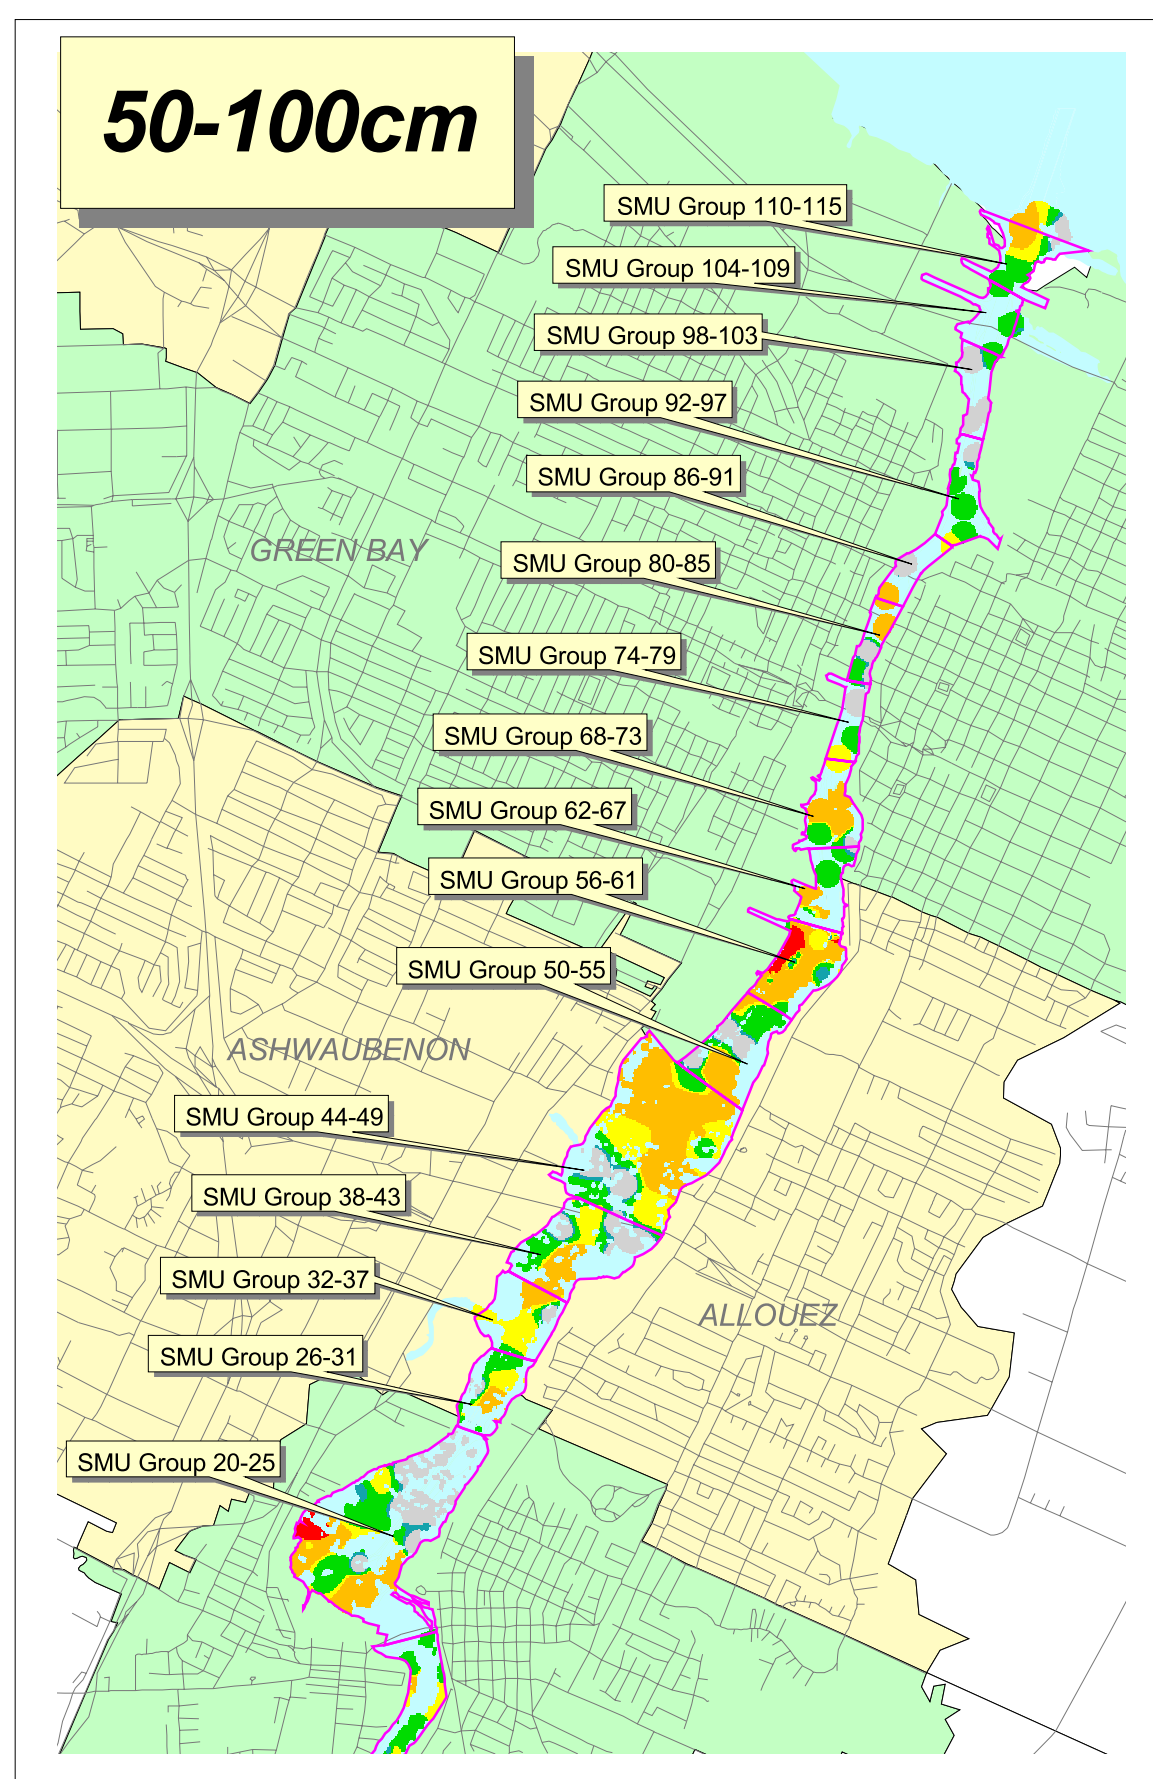 50-100cm
SMU Group 110-115
SMU Group 104-109
SMU Group 98-103
SMU Group 92-97
SMU Group 86-91
GREEN BAY
SMU Group 80-85
SMU Group 74-79
SMU Group 68-73
SMU Group 62-67
SMU Group 56-61
SMU Group 50-55
ASHWAUBENON
SMU Group 44-49
SMU Group 38-43
SMU Group 32-37
ALLOUEZ
SMU Group 26-31
SMU Group 20-25